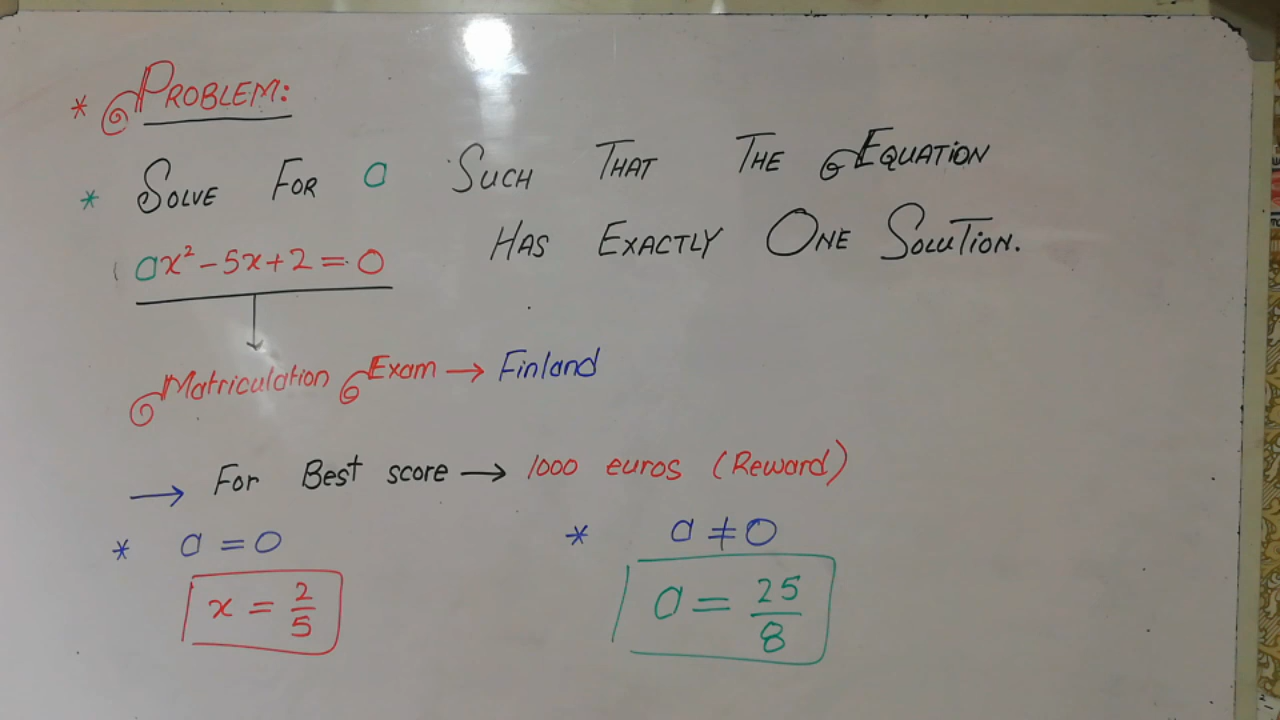 * PROBLEM:
* SOLVE FOR a SUCH THAT THE EQUATION
ax² - 5x + 2 = 0 HAS EXACTLY ONE SOLUTION.
Matriculation Exam → Finland
→ For Best score → 1000 euros (Reward)
* a = 0 * a ≠ 0
x = 2/5 a = 25/8